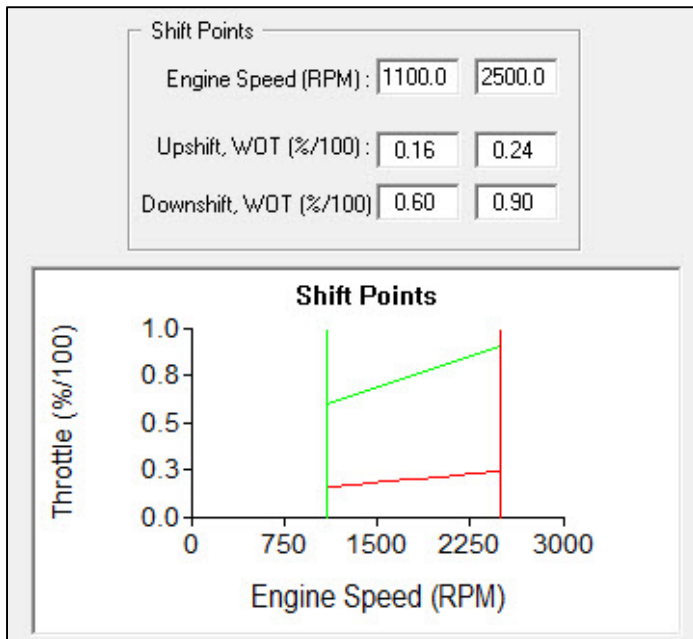 Shift Points
Engine Speed (RPM) : 1100.0 2500.0
Upshift, WOT (%/100) : 0.16 0.24
Downshift, WOT (%/100) 0.60 0.90
Shift Points
Throttle (%/100)
1.0
0.8
0.5
0.3
0.0
0 750 1500 2250 3000
Engine Speed (RPM)